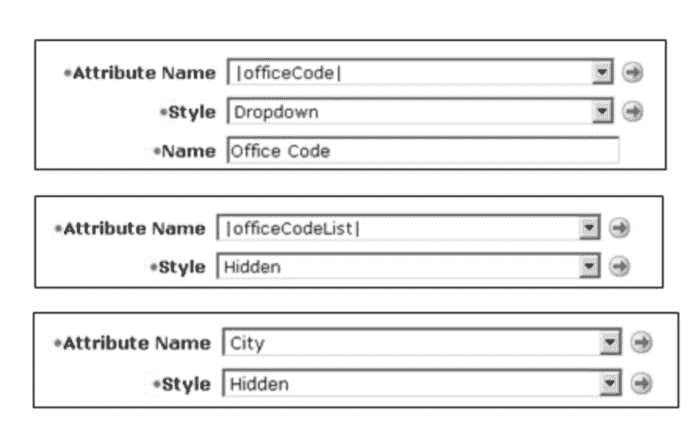 *Attribute Name |officeCode|
*Style Dropdown
*Name Office Code
*Attribute Name |officeCodeList|
*Style Hidden
*Attribute Name City
*Style Hidden